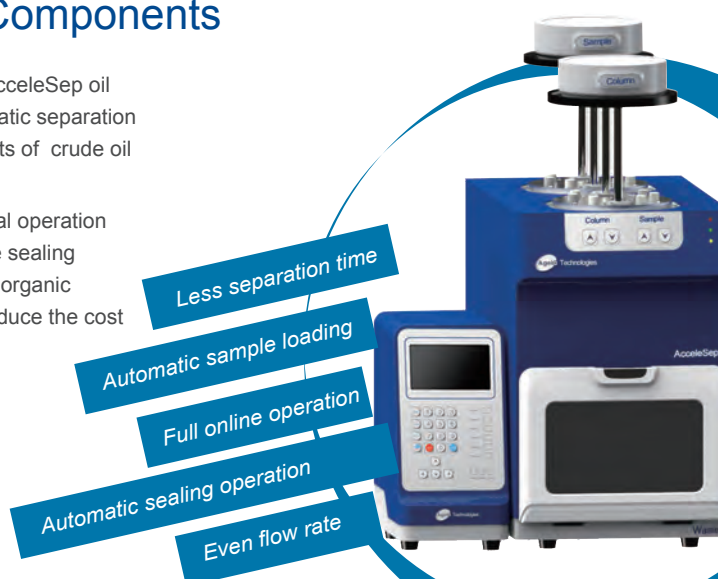 Components
cceleSep oil
atic separation
ts of crude oil
al operation
e sealing
organic
duce the cost
Less separation time
Automatic sample loading
Full online operation
Automatic sealing operation
Even flow rate
Sample
Column
Column Sample
Technologies
AcceleSep
Technologies